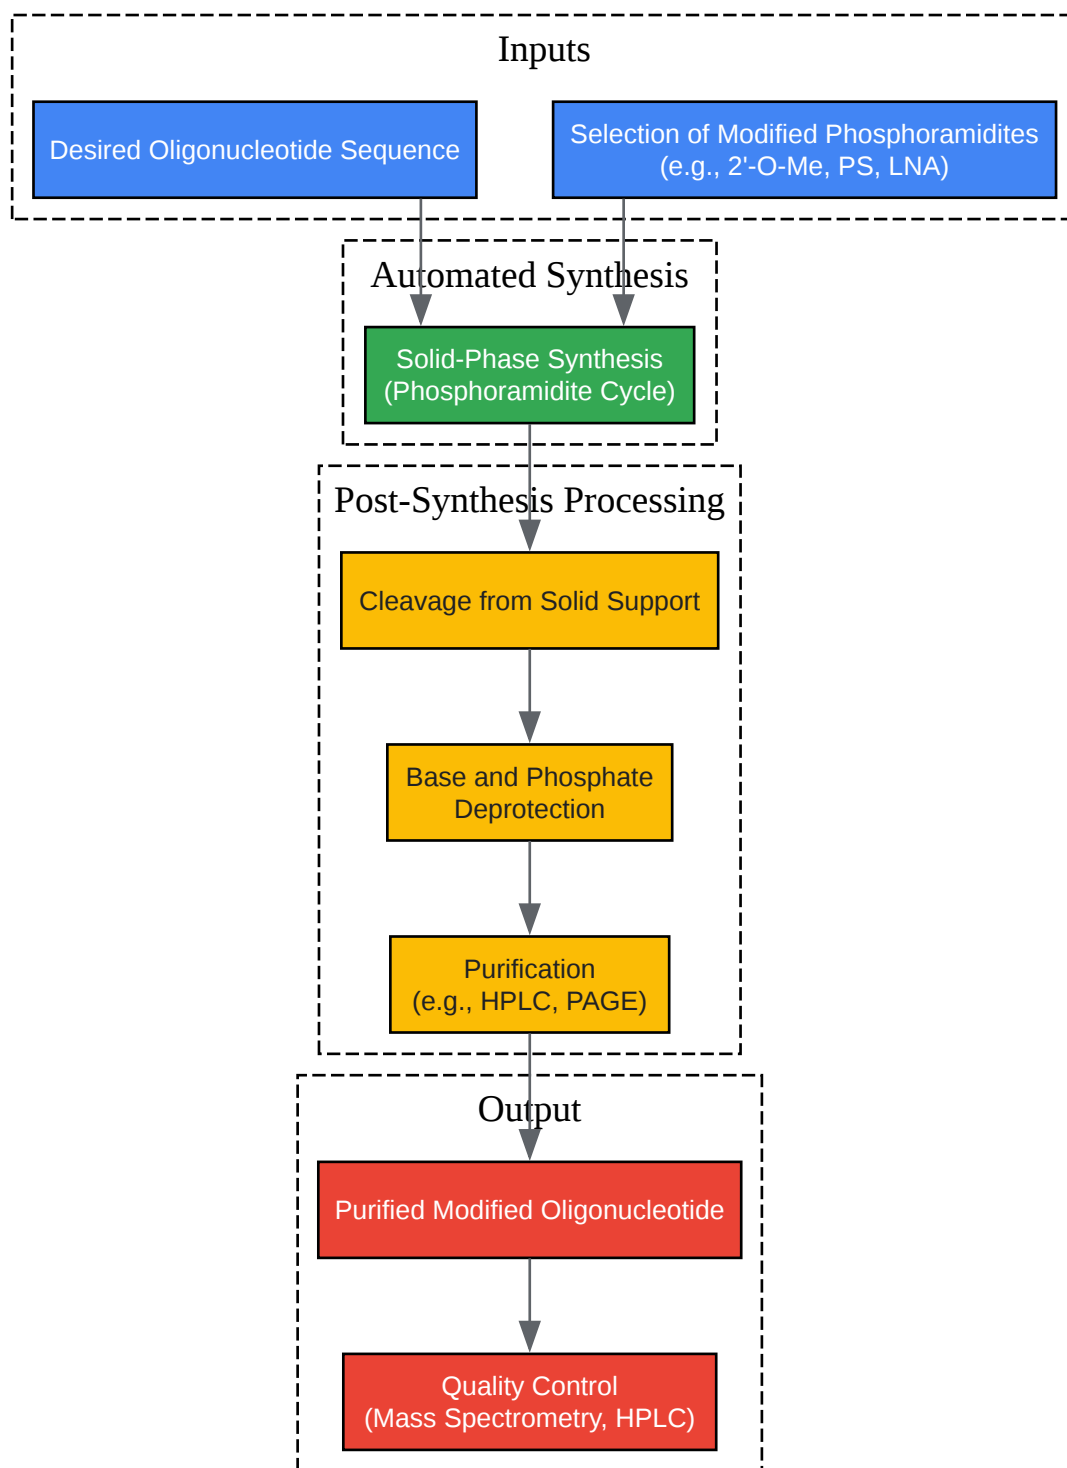 Inputs
Desired Oligonucleotide Sequence
Selection of Modified Phosphoramidites
(e.g., 2'-O-Me, PS, LNA)
Automated Synthesis
Solid-Phase Synthesis
(Phosphoramidite Cycle)
Post-Synthesis Processing
Cleavage from Solid Support
Base and Phosphate
Deprotection
Purification
(e.g., HPLC, PAGE)
Output
Purified Modified Oligonucleotide
Quality Control
(Mass Spectrometry, HPLC)